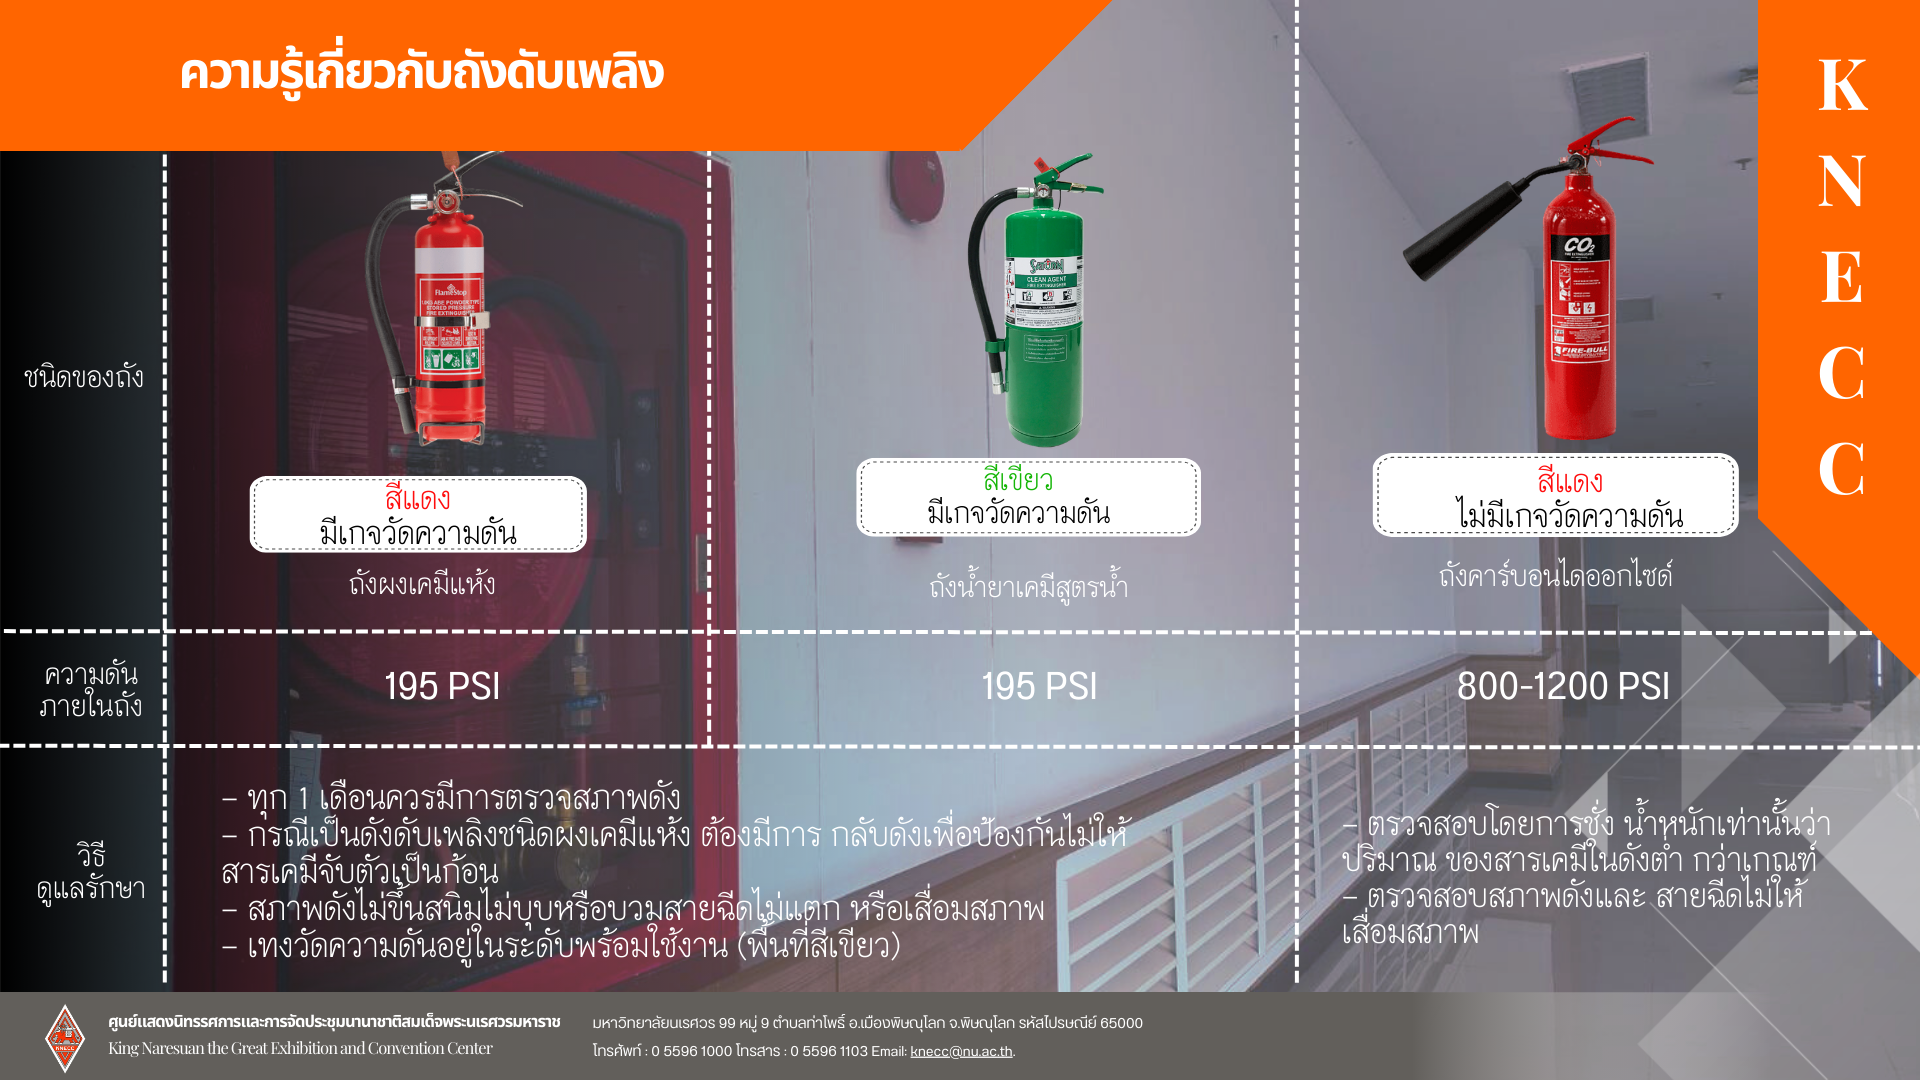 ความรู้เกี่ยวกับถังดับเพลิง
K
N
E
C
C
ชนิดของถัง
FlameStop
FIRE EXTINGUISHER
CLEAN AGENT
FIRE EXTINGUISHER
CO2
FIRE EXTINGUISHER
FIRE-BULL
สีแดง
มีเกจวัดความดัน
ถังผงเคมีแห้ง
สีเขียว
มีเกจวัดความดัน
ถังน้ำยาเคมีสูตรน้ำ
สีแดง
ไม่มีเกจวัดความดัน
ถังคาร์บอนไดออกไซด์
ความดัน
ภายในถัง
195 PSI
195 PSI
800-1200 PSI
วิธี
ดูแลรักษา
– ทุก 1 เดือนควรมีการตรวจสภาพดัง
– กรณีเป็นดังดับเพลิงชนิดผงเคมีแห้ง ต้องมีการ กลับดังเพื่อป้องกันไม่ให้
สารเคมีจับตัวเป็นก้อน
– สภาพดังไม่ขึ้นสนิมไม่บุบหรือบวมสายฉีดไม่แตก หรือเสื่อมสภาพ
– เทงวัดความดันอยู่ในระดับพร้อมใช้งาน (พื้นที่สีเขียว)
– ตรวจสอบโดยการชั่ง น้ำหนักเท่านั้นว่า
ปริมาณ ของสารเคมีในดังต่ำ กว่าเกณฑ์
– ตรวจสอบสภาพดังและ สายฉีดไม่ให้
เสื่อมสภาพ
NNECC
ศูนย์แสดงนิทรรศการและการจัดประชุมนานาชาติสมเด็จพระนเรศวรมหาราช
King Naresuan the Great Exhibition and Convention Center
มหาวิทยาลัยนเรศวร 99 หมู่ 9 ตำบลท่าโพธิ์ อ.เมืองพิษณุโลก จ.พิษณุโลก รหัสไปรษณีย์ 65000
โทรศัพท์ : 0 5596 1000 โทรสาร : 0 5596 1103 Email: knecc@nu.ac.th.